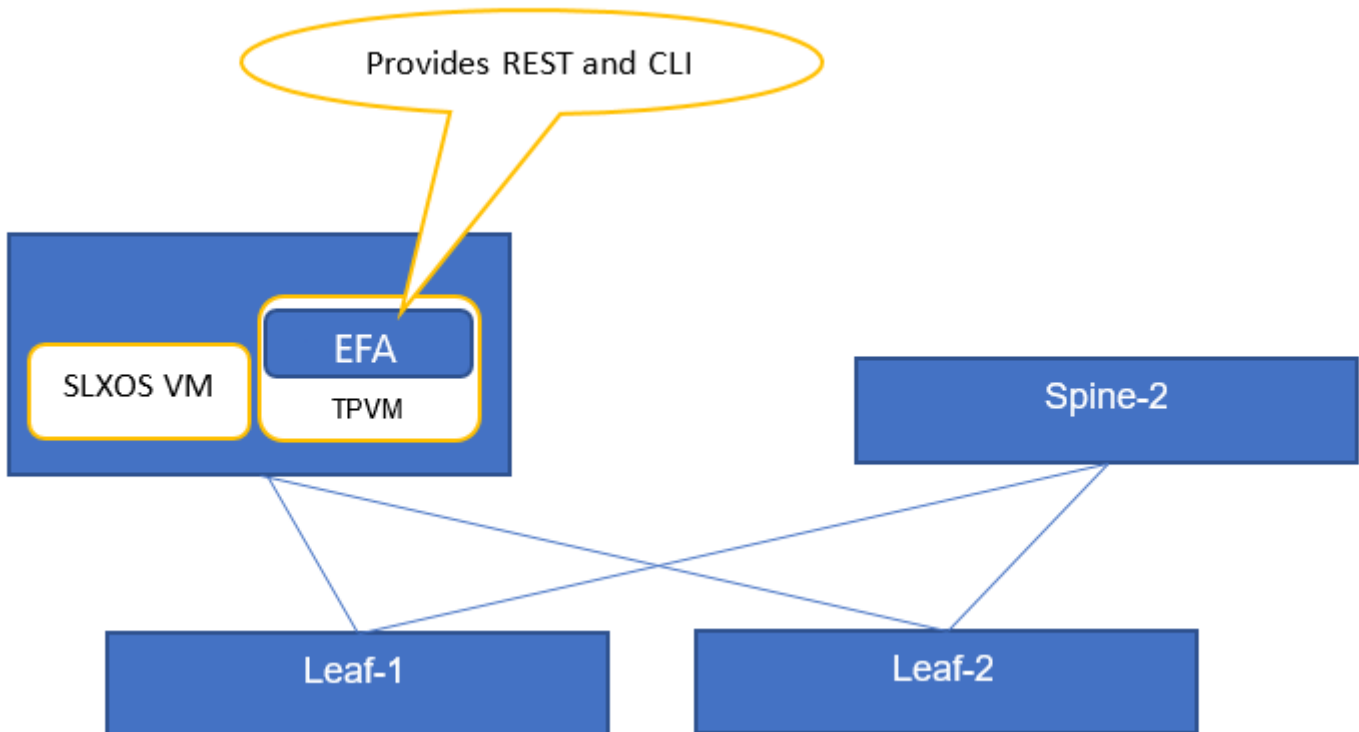 Provides REST and CLI
EFA
SLXOS VM
TPVM
Spine-2
Leaf-1
Leaf-2